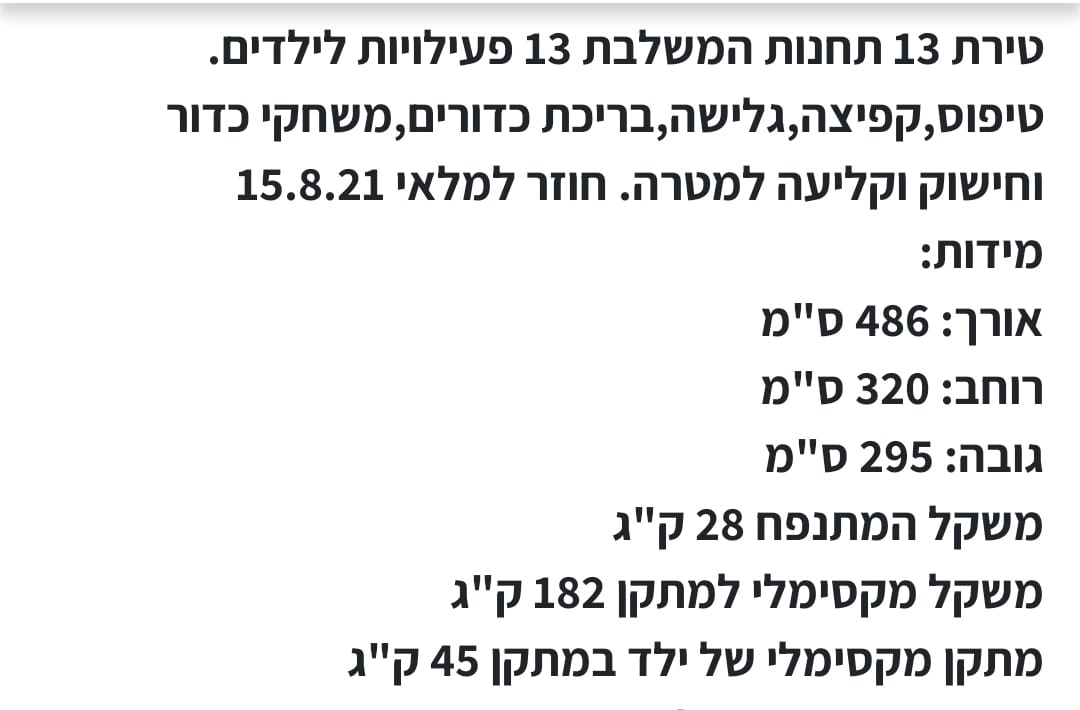 טירת 13 תחנות המשלבת 13 פעילויות לילדים.
טיפוס,קפיצה,גלישה,בריכת כדורים,משחקי כדור
וחישוק וקליעה למטרה. חוזר למלאי 15.8.21
מידות:
אורך: 486 ס"מ
רוחב: 320 ס"מ
גובה: 295 ס"מ
משקל המתנפח 28 ק"ג
משקל מקסימלי למתקן 182 ק"ג
מתקן מקסימלי של ילד במתקן 45 ק"ג